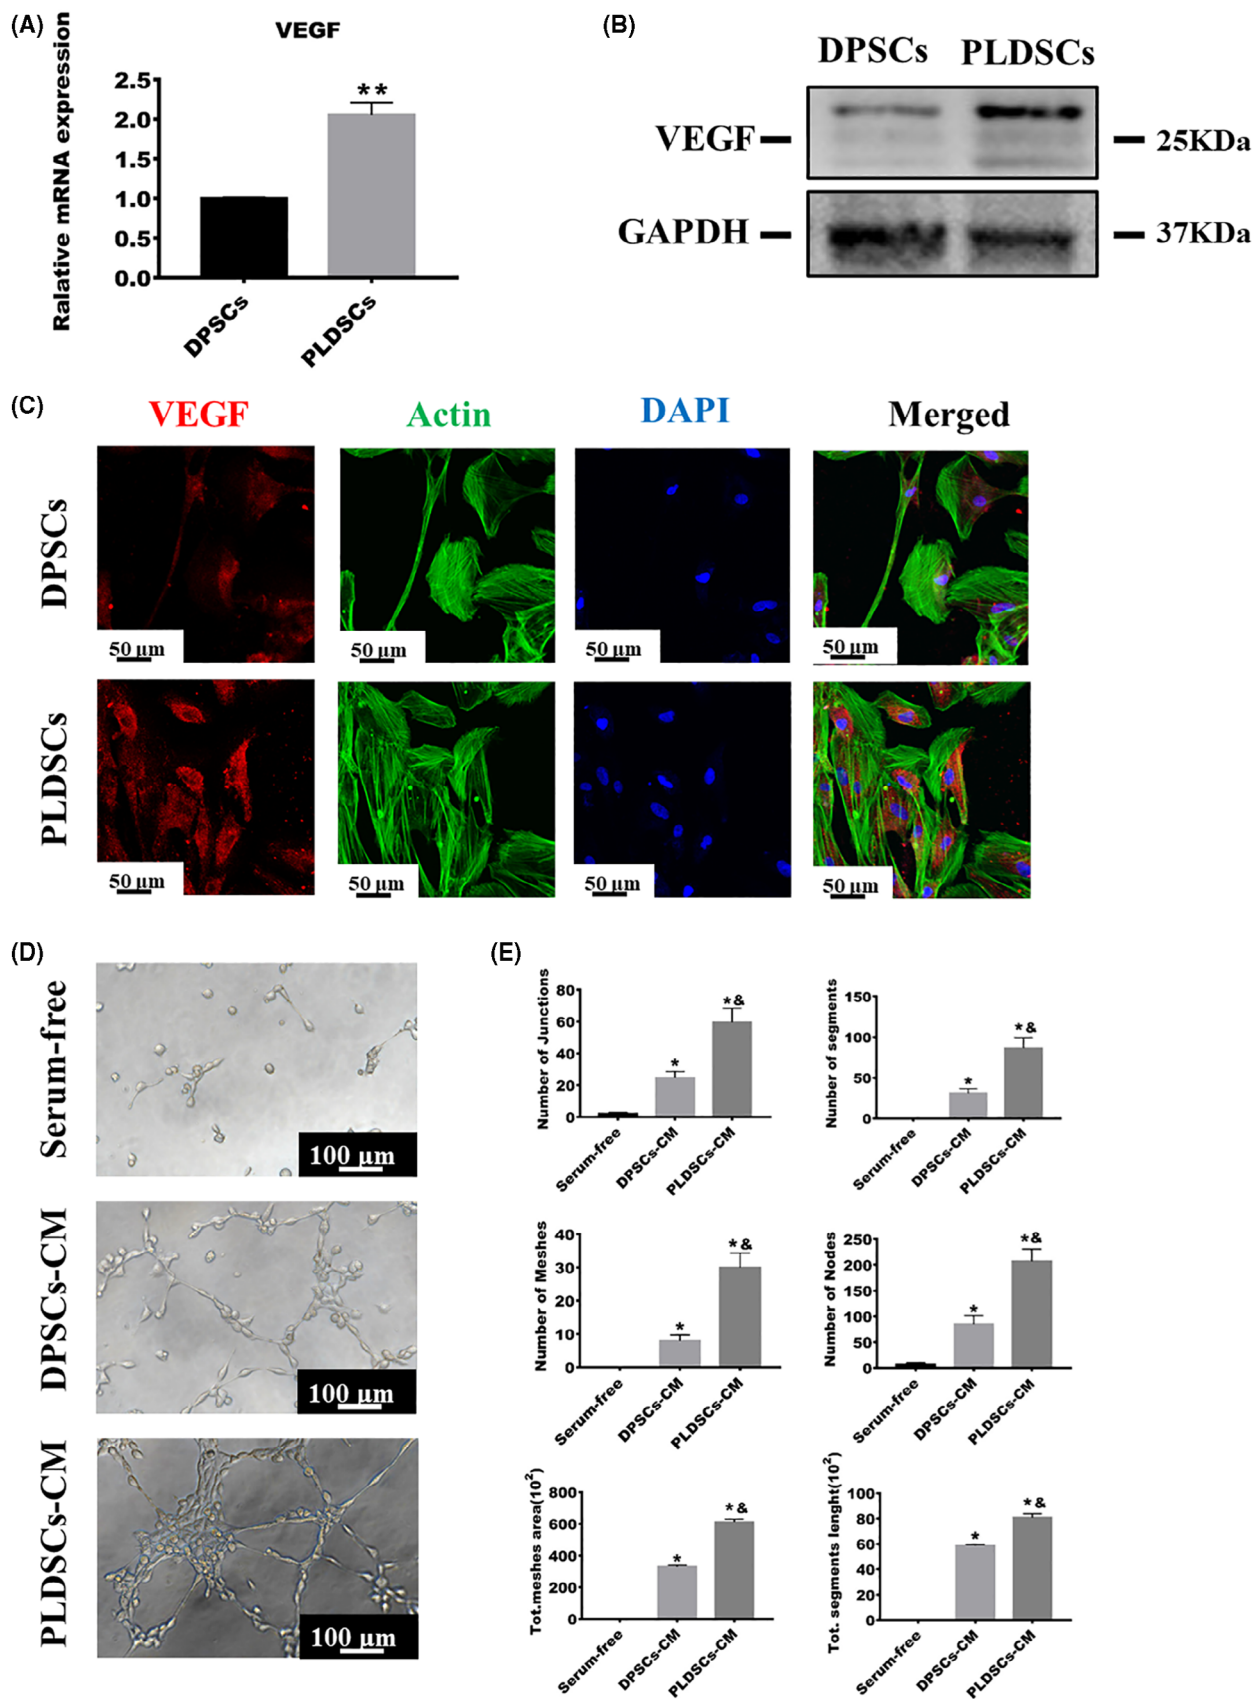 (A)
VEGF
Ralative mRNA expression
2.5
2.0
1.5
1.0
0.5
0.0
**
DPSCs
PLDSCs
(B)
DPSCs PLDSCs
VEGF
25KDa
GAPDH
37KDa
(C)
VEGF Actin DAPI Merged
DPSCs
50 µm 50 µm 50 µm 50 µm
PLDSCs
50 µm 50 µm 50 µm 50 µm
(D)
Serum-free
100 µm
DPSCs-CM
100 µm
PLDSCs-CM
100 µm
(E)
Number of Junctions
80
60
40
20
0
*
*&
Serum-free
DPSCs-CM
PLDSCs-CM
Nunber of segments
150
100
50
0
*
*&
Serum-free
DPSCs-CM
PLDSCs-CM
Number of Meshes
40
30
20
10
0
*
*&
Serum-free
DPSCs-CM
PLDSCs-CM
Number of Nodes
250
200
150
100
50
0
*
*&
Serum-free
DPSCs-CM
PLDSCs-CM
Tot.meshes area(10²)
800
600
400
200
0
*
*&
Serum-free
DPSCs-CM
PLDSCs-CM
Tot. segments lenght(10²)
100
80
60
40
20
0
*
*&
Serum-free
DPSCs-CM
PLDSCs-CM